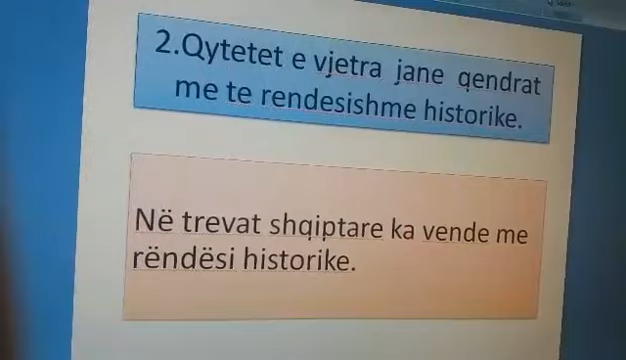 2.Qytetet e vjetra jane qendrat
me te rendesishme historike.
Në trevat shqiptare ka vende me
rëndësi historike.